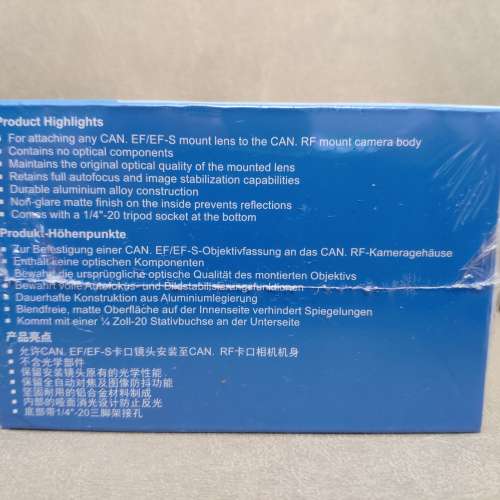 Product Highlights
For attaching any CAN. EF/EF-S mount lens to the CAN. RF mount camera body
Contains no optical components
Maintains the original optical quality of the mounted lens
Retains full autofocus and image stabilization capabilities
Durable aluminium alloy construction
Non-glare matte finish on the inside prevents reflections
Comes with a 1/4"-20 tripod socket at the bottom
Produkt-Höhenpunkte
Zur Befestigung einer CAN. EF/EF-S-Objektivfassung an das CAN. RF-Kameragehäuse
Enthält keine optischen Komponenten
Bewahrt die ursprüngliche optische Qualität des montierten Objektivs
Bewahrt volle Autofokus- und Bildstabilisierungsfunktionen
Dauerhafte Konstruktion aus Aluminiumlegierung
Blendfreie, matte Oberfläche auf der Innenseite verhindert Spiegelungen
Kommt mit einer ¼ Zoll-20 Stativbuchse an der Unterseite
产品亮点
允许CAN. EF/EF-S卡口镜头安装至CAN. RF卡口相机机身
不含光学部件
保留安装镜头原有的光学性能
保留全自动对焦及图像防抖功能
坚固耐用的铝合金材料制成
内部的哑面消光设计防止反光
底部带1/4"-20三脚架接孔